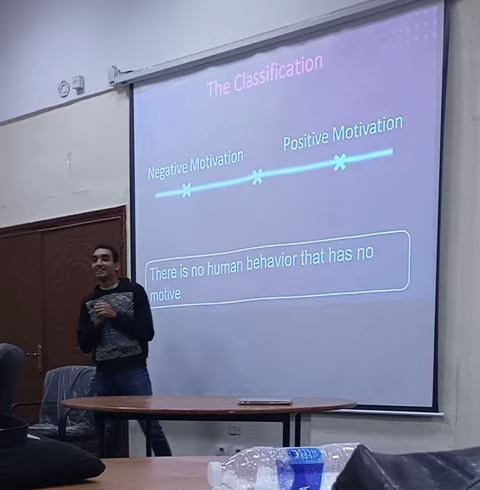 The Classification
Positive Motivation
Negative Motivation
There is no human behavior that has no
motive